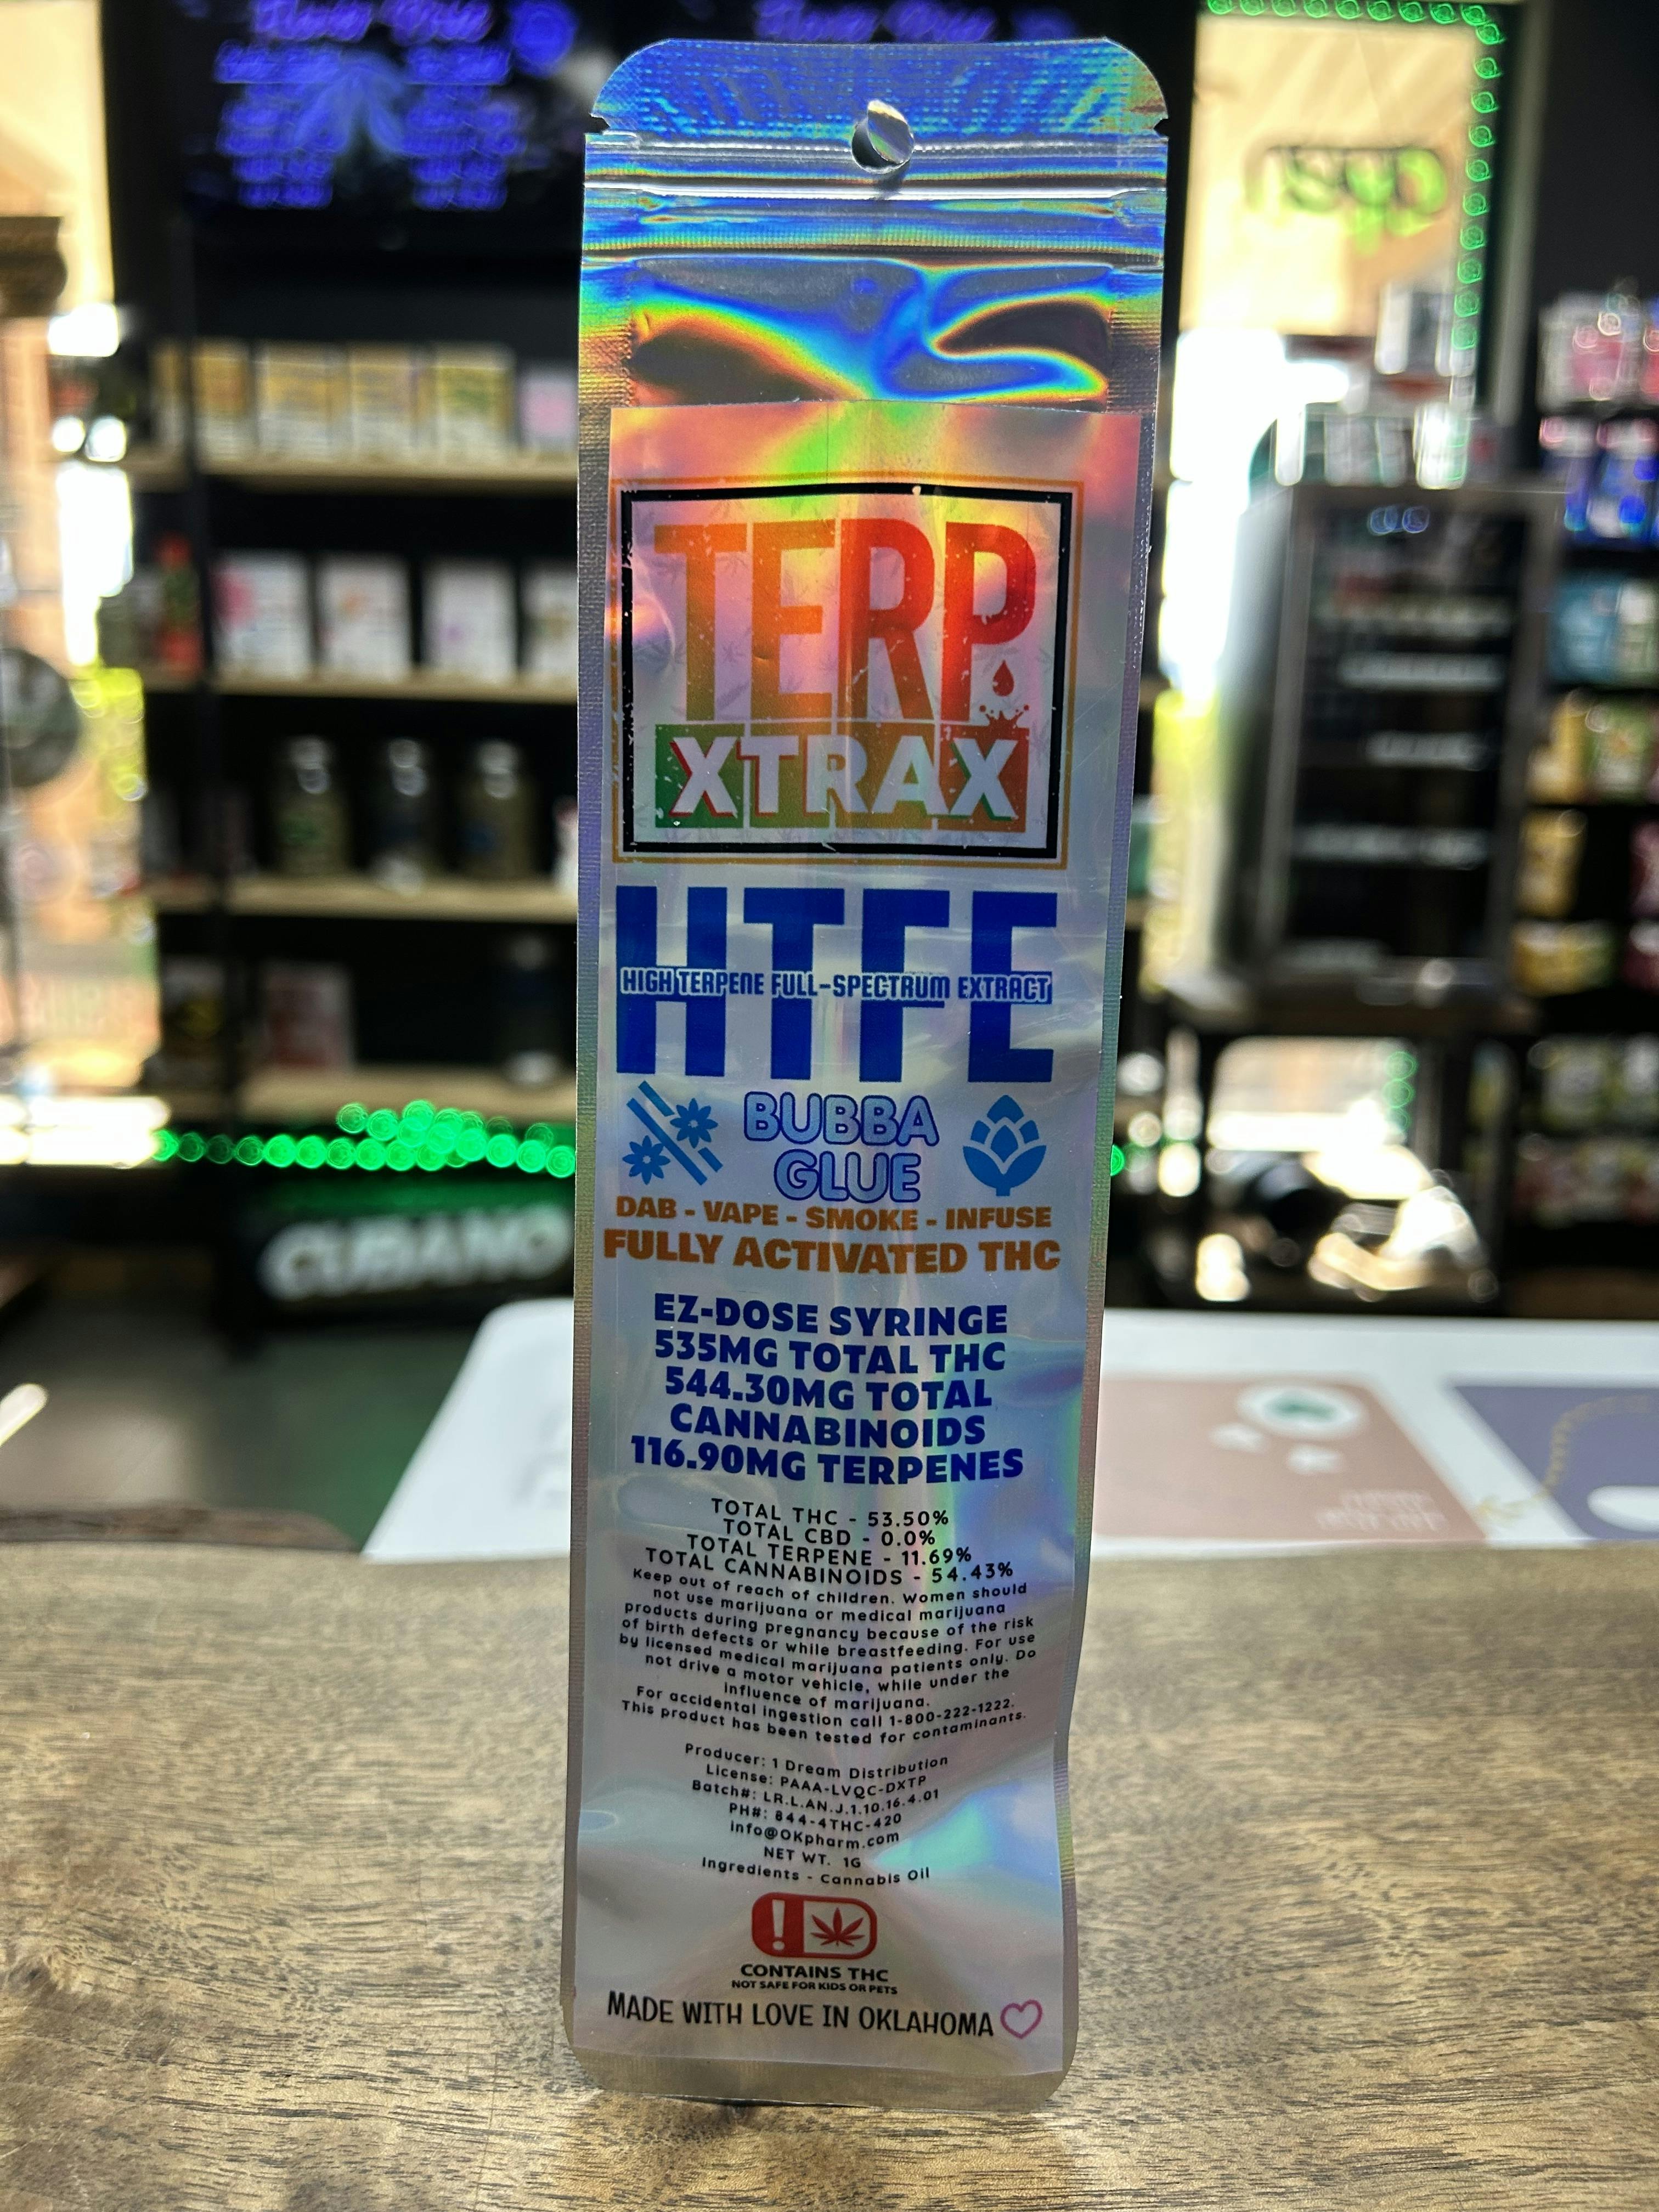 TERP
XTRAX
HTFE
HIGH TERPENE FULL-SPECTRUM EXTRACT
BUBBA
GLUE
DAB - VAPE - SMOKE - INFUSE
FULLY ACTIVATED THC
EZ-DOSE SYRINGE
535MG TOTAL THC
544.30MG TOTAL
CANNABINOIDS
116.90MG TERPENES
TOTAL THC - 53.50%
TOTAL CBD - 0.0%
TOTAL TERPENE - 11.69%
TOTAL CANNABINOIDS - 54.43%
Keep out of reach of children. Women should
not use marijuana or medical marijuana
products during pregnancy because of the risk
of birth defects or while breastfeeding. For use
by licensed medical marijuana patients only. Do
not drive a motor vehicle, while under the
influence of marijuana.
For accidental ingestion call 1-800-222-1222.
This product has been tested for contaminants.
Producer: 1 Dream Distribution
License: PAAA-LVQC-DXTP
Batch#: LR.L.AN.J.1.10.16.4.01
PH#: 844-4THC-420
info@OKpharm.com
NET WT. 1G
Ingredients - Cannabis Oil
!
CONTAINS THC
NOT SAFE FOR KIDS OR PETS
MADE WITH LOVE IN OKLAHOMA
CUBANO